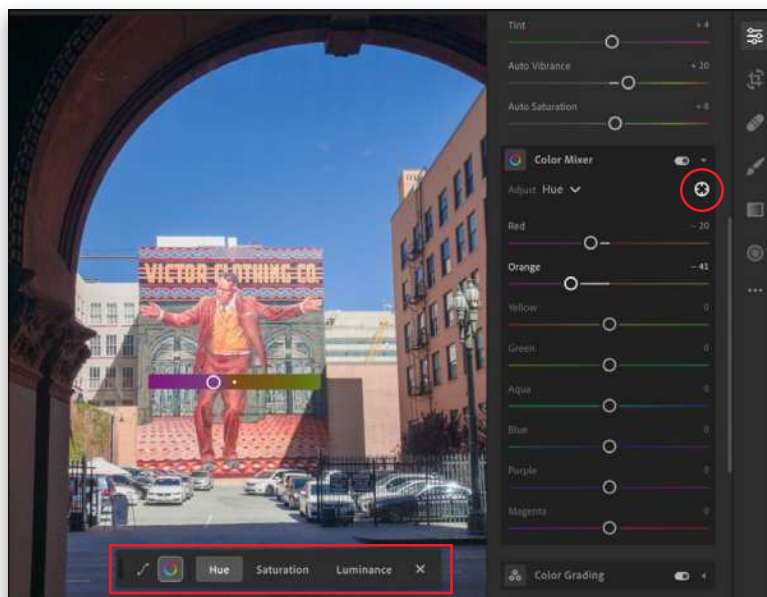 Tint + 4
Auto Vibrance + 20
Auto Saturation + 6
Color Mixer
Adjust Hue
Red – 20
Orange – 41
Yellow 0
Green 0
Aqua 0
Blue 0
Purple 0
Magenta 0
Color Grading
VICTOR CLOTHING CO.
Hue Saturation Luminance